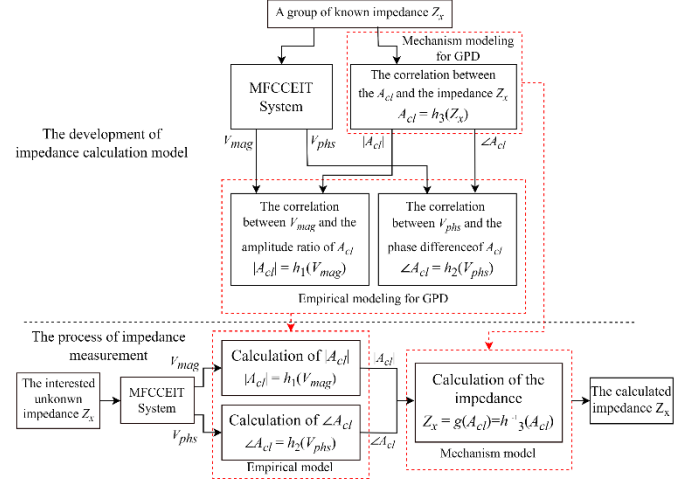 A group of known impedance Zx
Mechanism modeling
for GPD
MFCCEIT
System
The correlation between
the Acl and the impedance Zx
Acl = h3(Zx)
The development of
impedance calculation model
Vmag
Vphs
|Acl|
∠Acl
The correlation
between Vmag and the
amplitude ratio of Acl
|Acl| = h1(Vmag)
The correlation
between Vphs and the
phase differenceof Acl
∠Acl = h2(Vphs)
Empirical modeling for GPD
The process of impedance
measurement
The interested
unkonwn
impedance Zx
MFCCEIT
System
Vmag
Vphs
Calculation of |Acl|
|Acl| = h1(Vmag)
Calculation of ∠Acl
∠Acl = h2(Vphs)
Empirical model
|Acl|
∠Acl
Calculation of the
impedance
Zx = g(Acl)=h⁻¹3(Acl)
Mechanism model
The calculated
impedance Zx